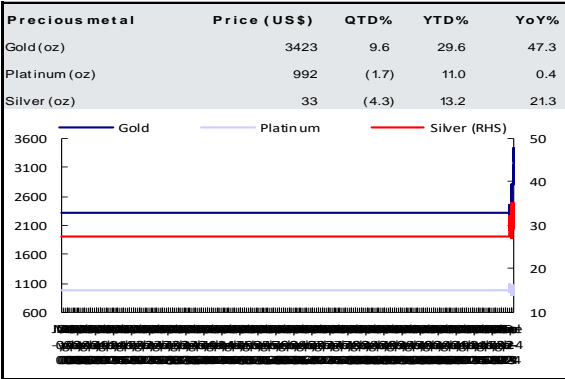 Precious metal Price (US$) QTD% YTD% YoY%
Gold (oz) 3423 9.6 29.6 47.3
Platinum (oz) 992 (1.7) 11.0 0.4
Silver (oz) 33 (4.3) 13.2 21.3
Gold Platinum Silver (RHS)
3600 50
3100 40
2600
2100 30
1600 20
1100
600 10